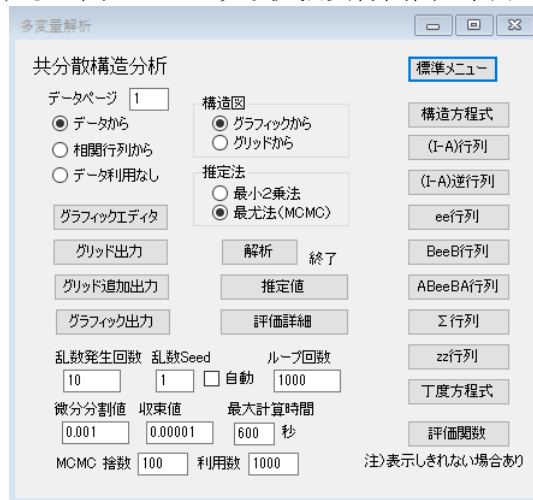 多変量解析
共分散構造分析
標準メニュー
データページ 1
データから
相関行列から
データ利用なし
構造図
グラフィックから
グリッドから
推定法
最小2乗法
最尤法(MCMC)
グラフィックエディタ
グリッド出力
解析 終了
グリッド追加出力
推定値
グラフィック出力
評価詳細
構造方程式
(I-A)行列
(I-A)逆行列
ee行列
BeeB行列
ABeeBA行列
Σ行列
zz行列
丁度方程式
評価関数
乱数発生回数 乱数Seed ループ回数
10 1 自動 1000
微分分割値 収束値 最大計算時間
0.001 0.00001 600 秒
MCMC 捨数 100 利用数 1000
注)表示しきれない場合あり